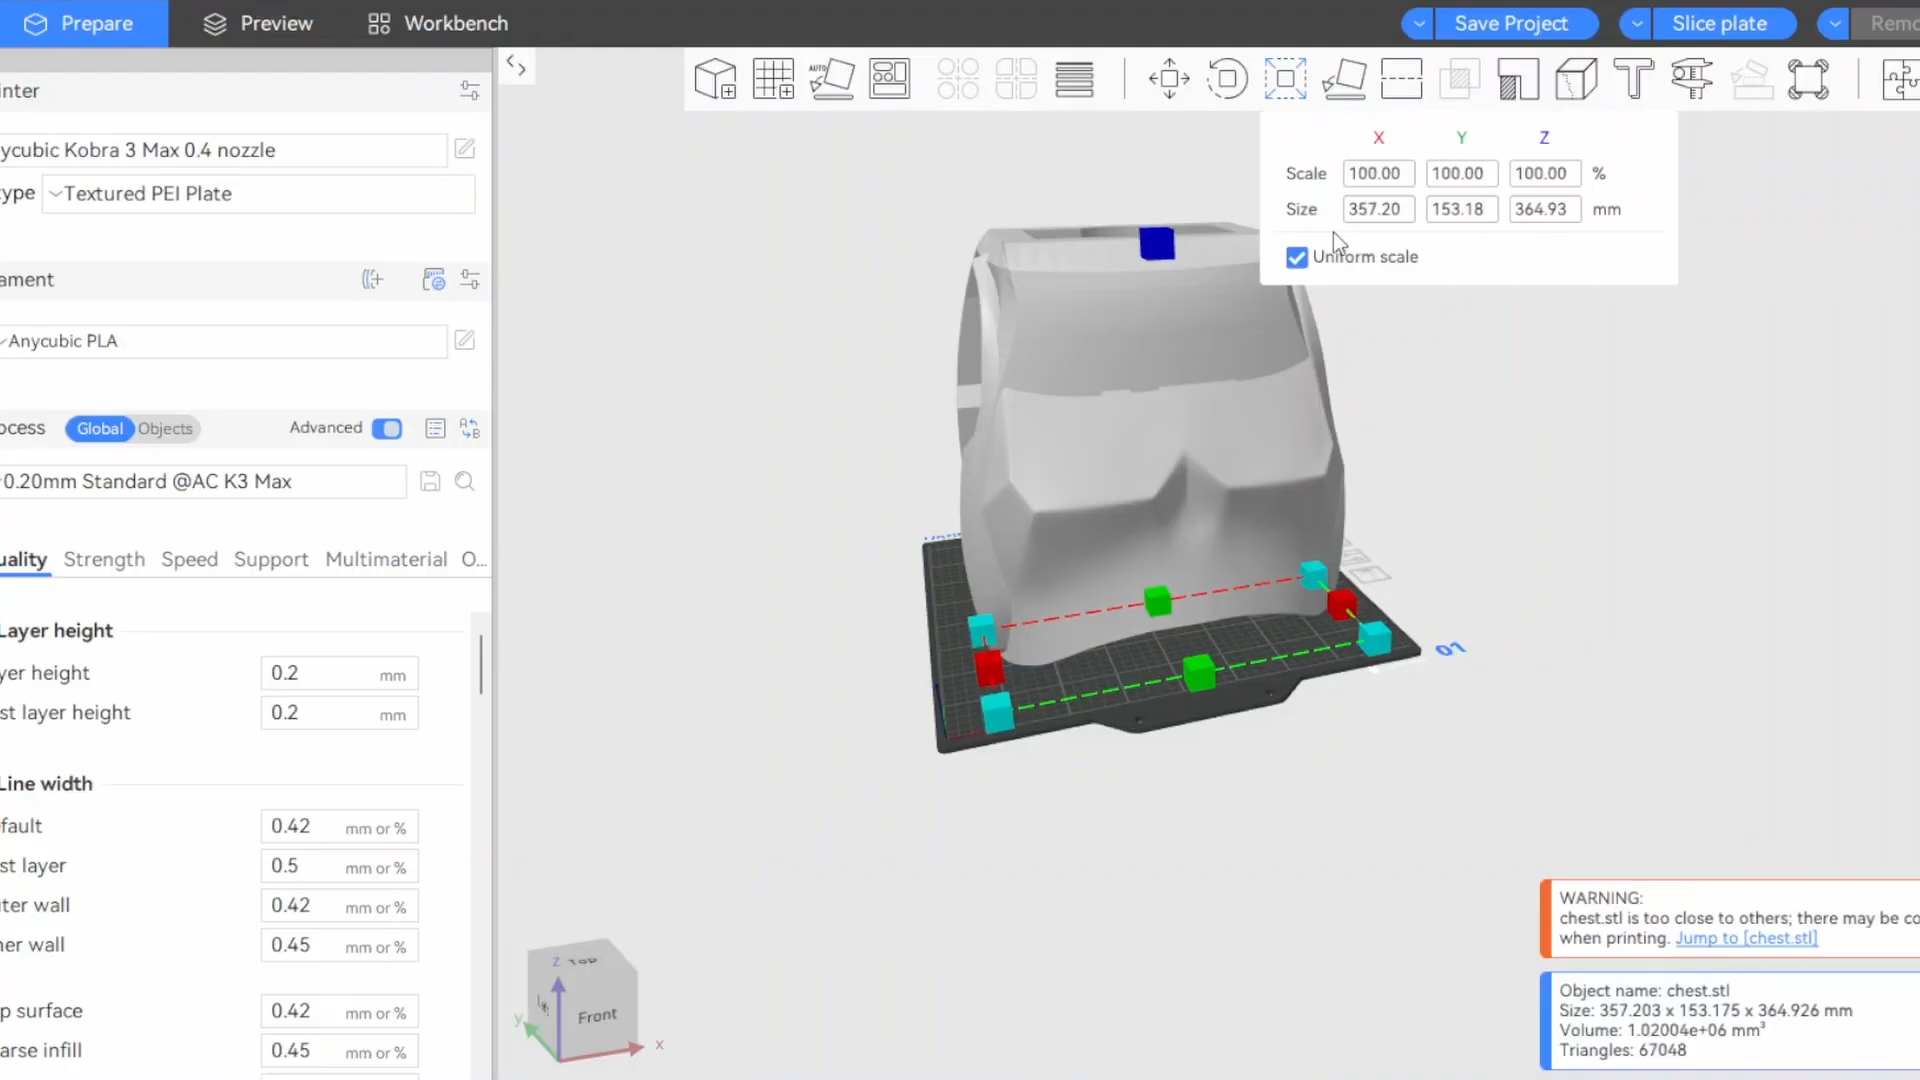 Prepare
Preview
Workbench
Save Project
Slice plate
Remo
inter
ycubic Kobra 3 Max 0.4 nozzle
type
Textured PEI Plate
X Y Z
Scale 100.00 100.00 100.00 %
Size 357.20 153.18 364.93 mm
Uniform scale
ament
Anycubic PLA
ocess Global Objects Advanced
0.20mm Standard @AC K3 Max
uality Strength Speed Support Multimaterial O...
Layer height
yer height 0.2 mm
st layer height 0.2 mm
Line width
fault 0.42 mm or %
st layer 0.5 mm or %
ter wall 0.42 mm or %
ner wall 0.45 mm or %
p surface 0.42 mm or %
arse infill 0.45 mm or %
01
Z Top
Front
y
x
WARNING:
chest.stl is too close to others; there may be co
when printing. Jump to [chest.stl]
Object name: chest.stl
Size: 357.203 x 153.175 x 364.926 mm
Volume: 1.02004e+06 mm³
Triangles: 67048